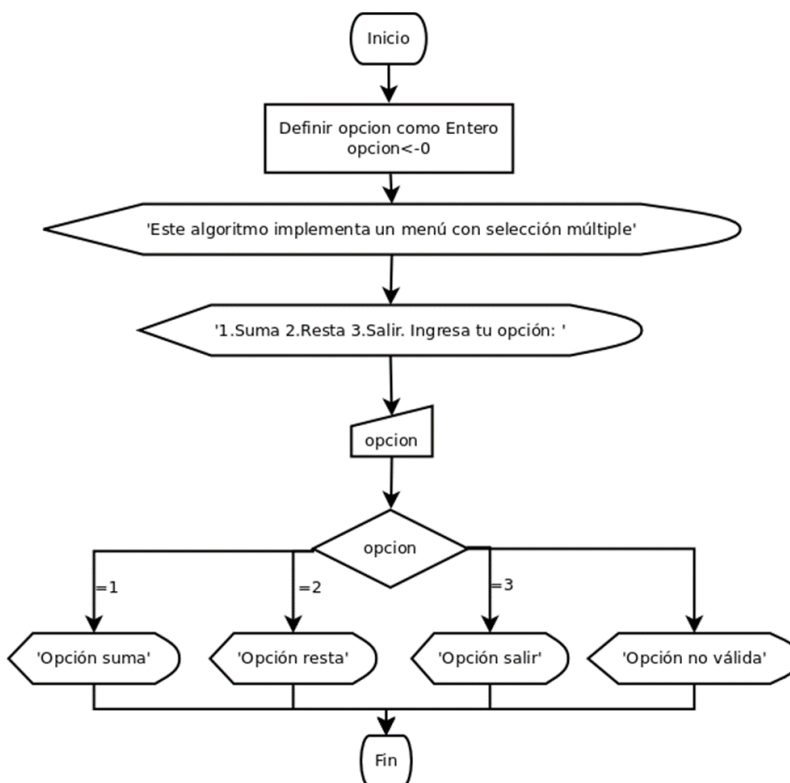 Inicio
Definir opcion como Entero
opcion<-0
'Este algoritmo implementa un menú con selección múltiple'
'1.Suma 2.Resta 3.Salir. Ingresa tu opción: '
opcion
opcion
=1
=2
=3
'Opción suma'
'Opción resta'
'Opción salir'
'Opción no válida'
Fin